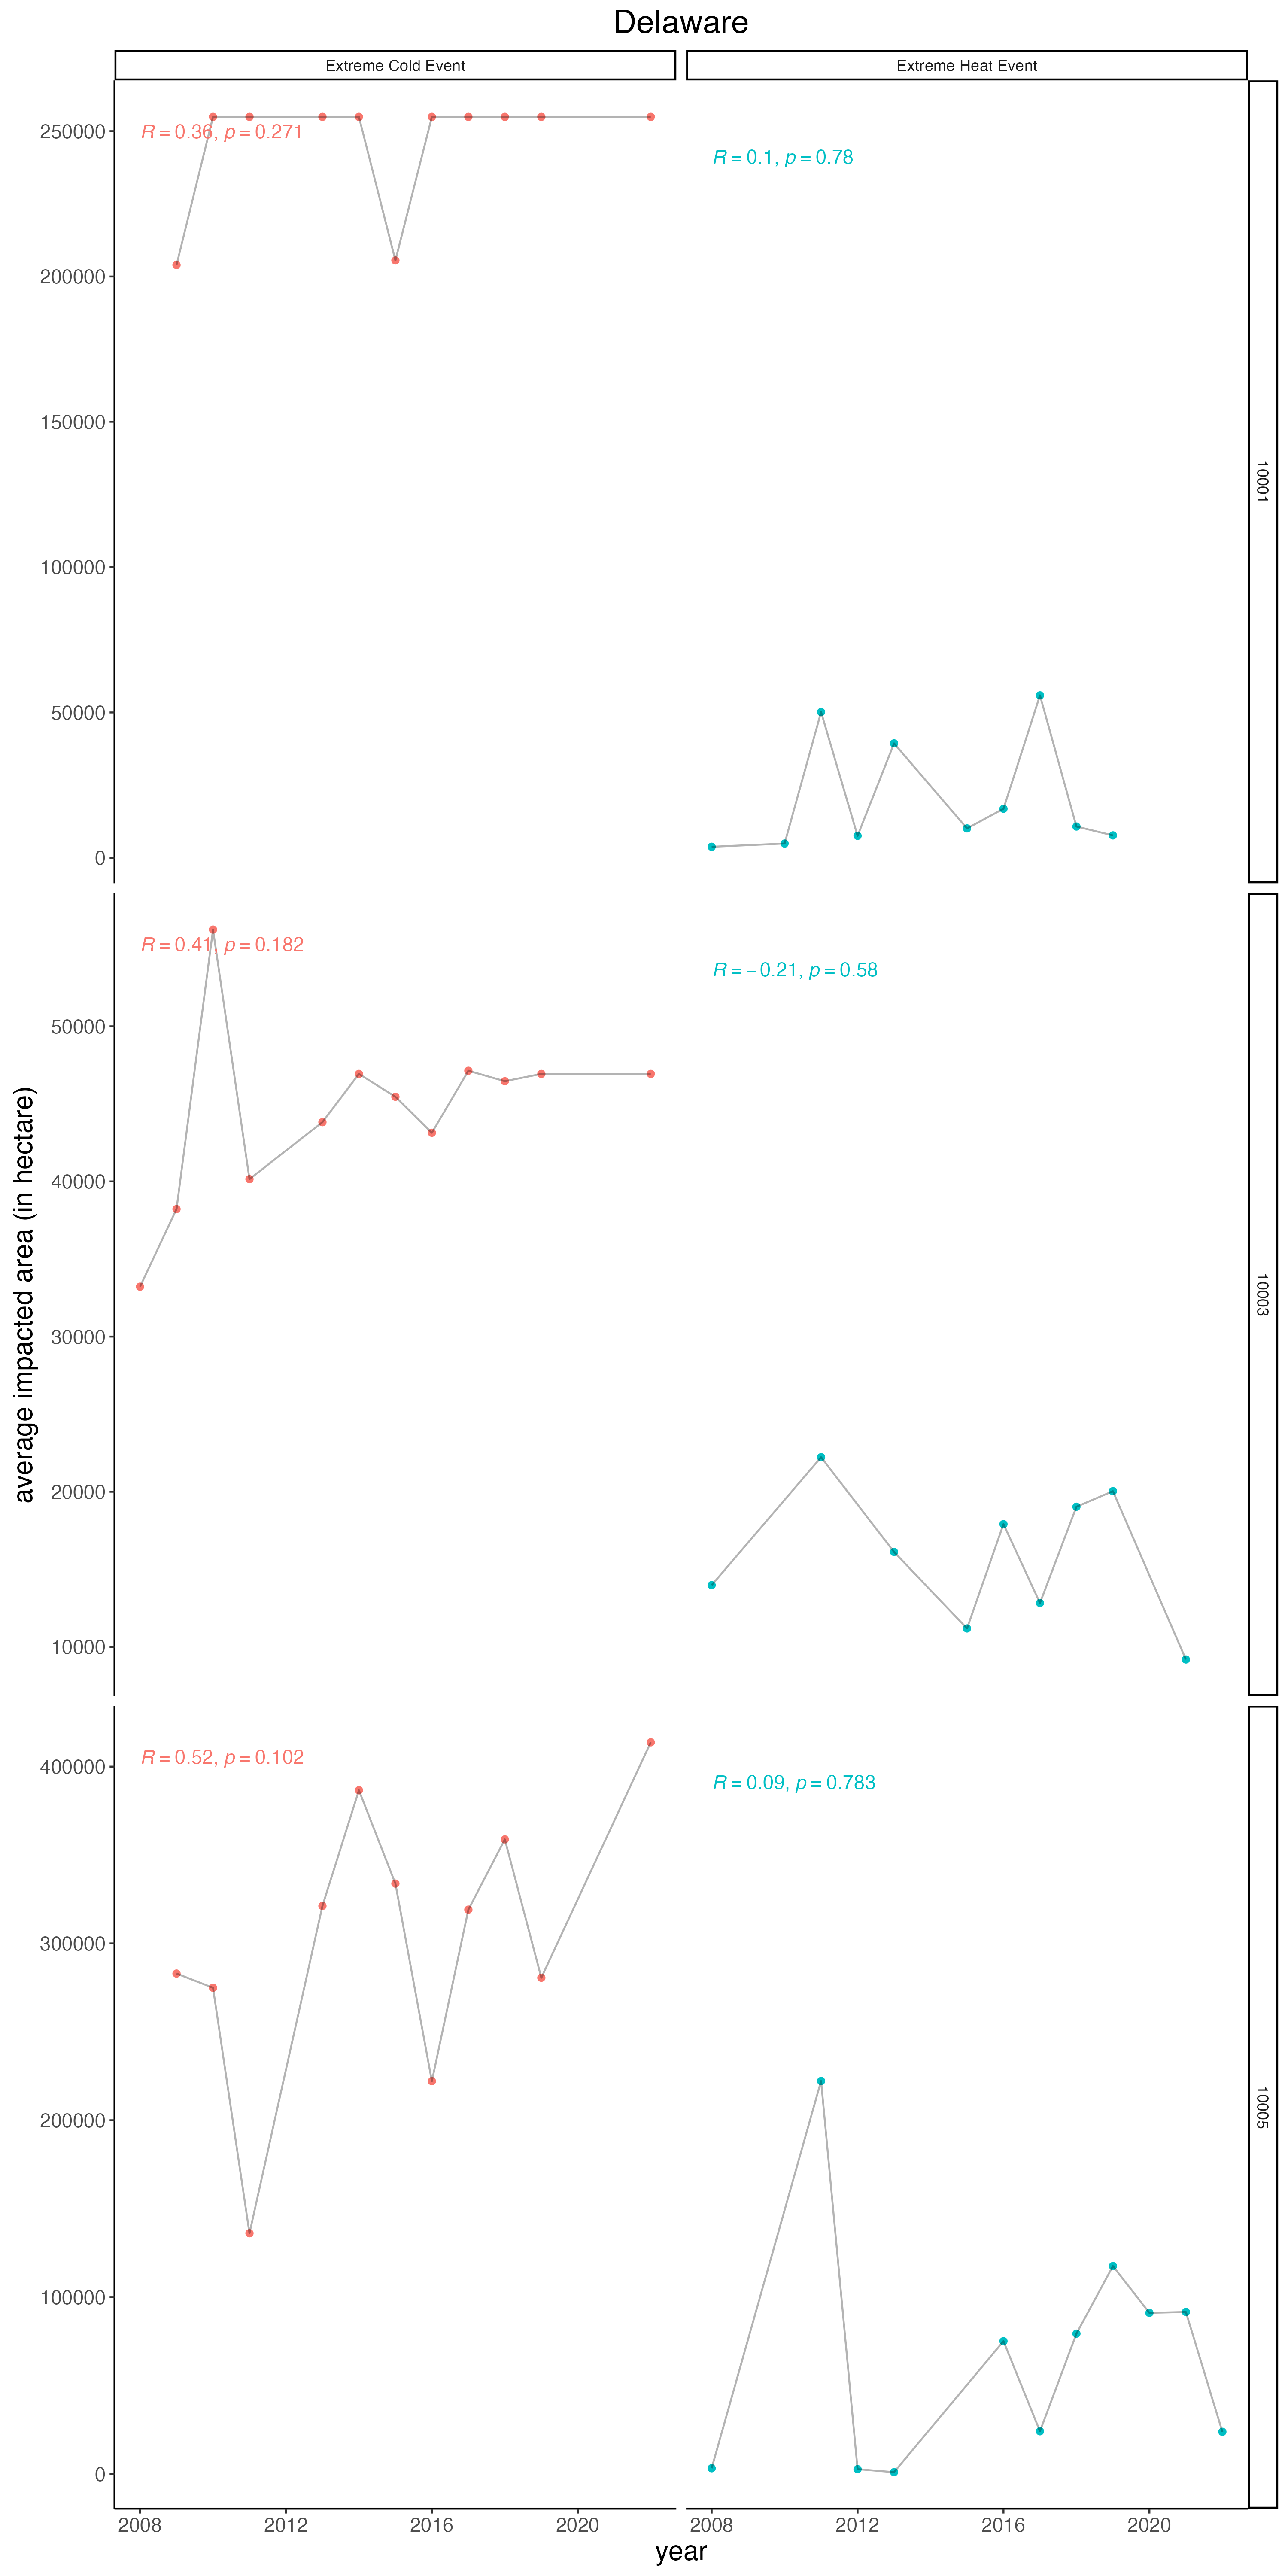 Delaware
Extreme Cold Event
Extreme Heat Event
average impacted area (in hectare)
250000
200000
150000
100000
50000
0
R = 0.36, p = 0.271
R = 0.1, p = 0.78
10001
50000
40000
30000
20000
10000
R = 0.41, p = 0.182
R = −0.21, p = 0.58
10003
400000
300000
200000
100000
0
R = 0.52, p = 0.102
R = 0.09, p = 0.783
10005
2008 2012 2016 2020
2008 2012 2016 2020
year